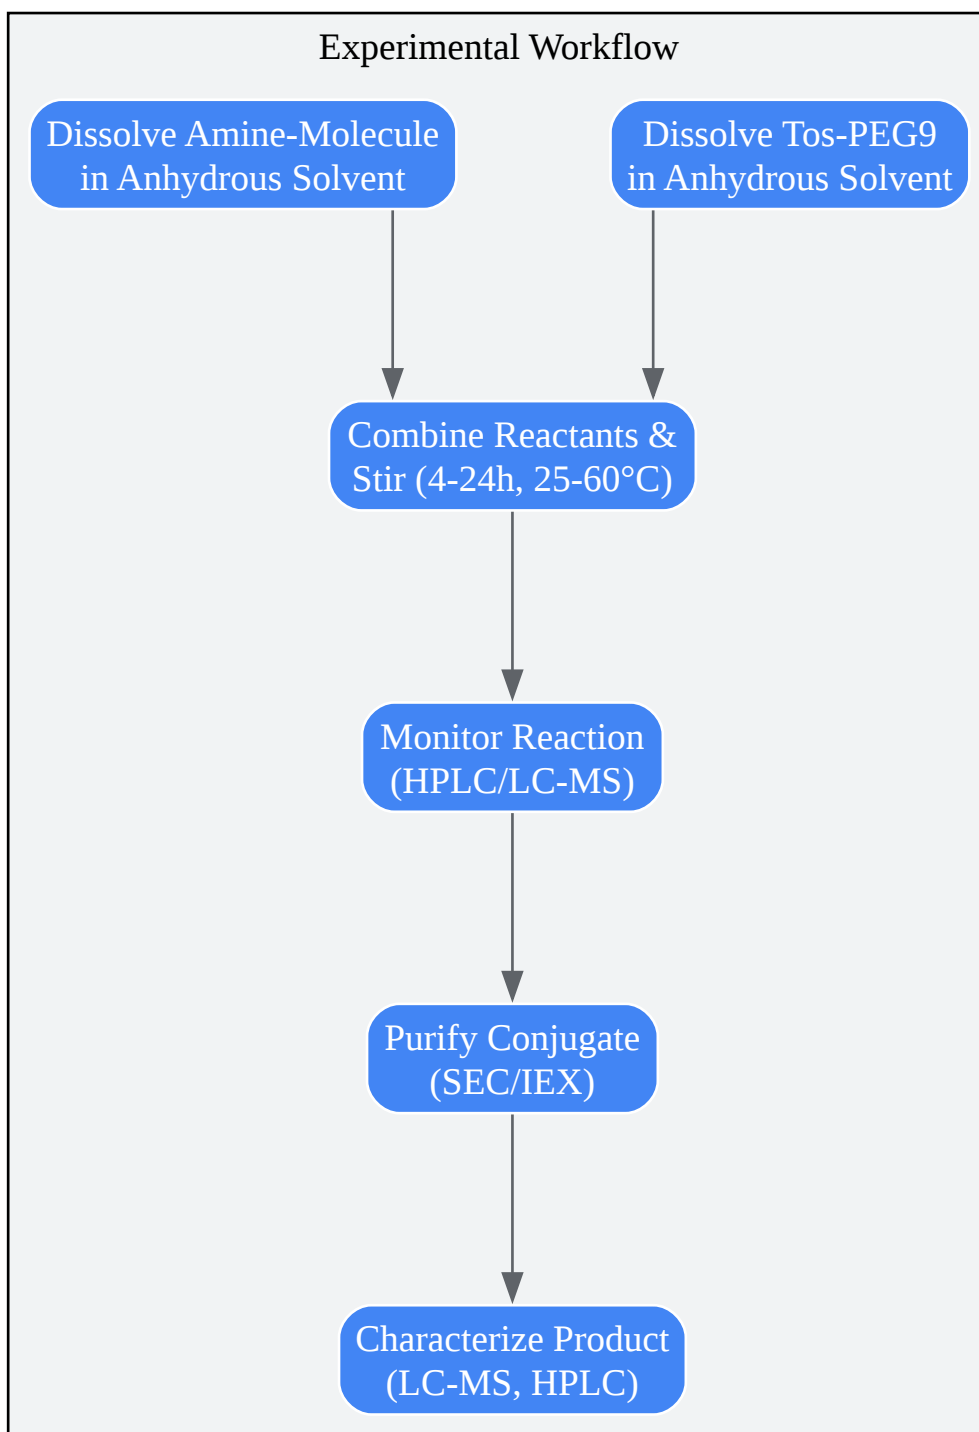 Experimental Workflow
Dissolve Amine-Molecule
in Anhydrous Solvent
Dissolve Tos-PEG9
in Anhydrous Solvent
Combine Reactants &
Stir (4-24h, 25-60°C)
Monitor Reaction
(HPLC/LC-MS)
Purify Conjugate
(SEC/IEX)
Characterize Product
(LC-MS, HPLC)